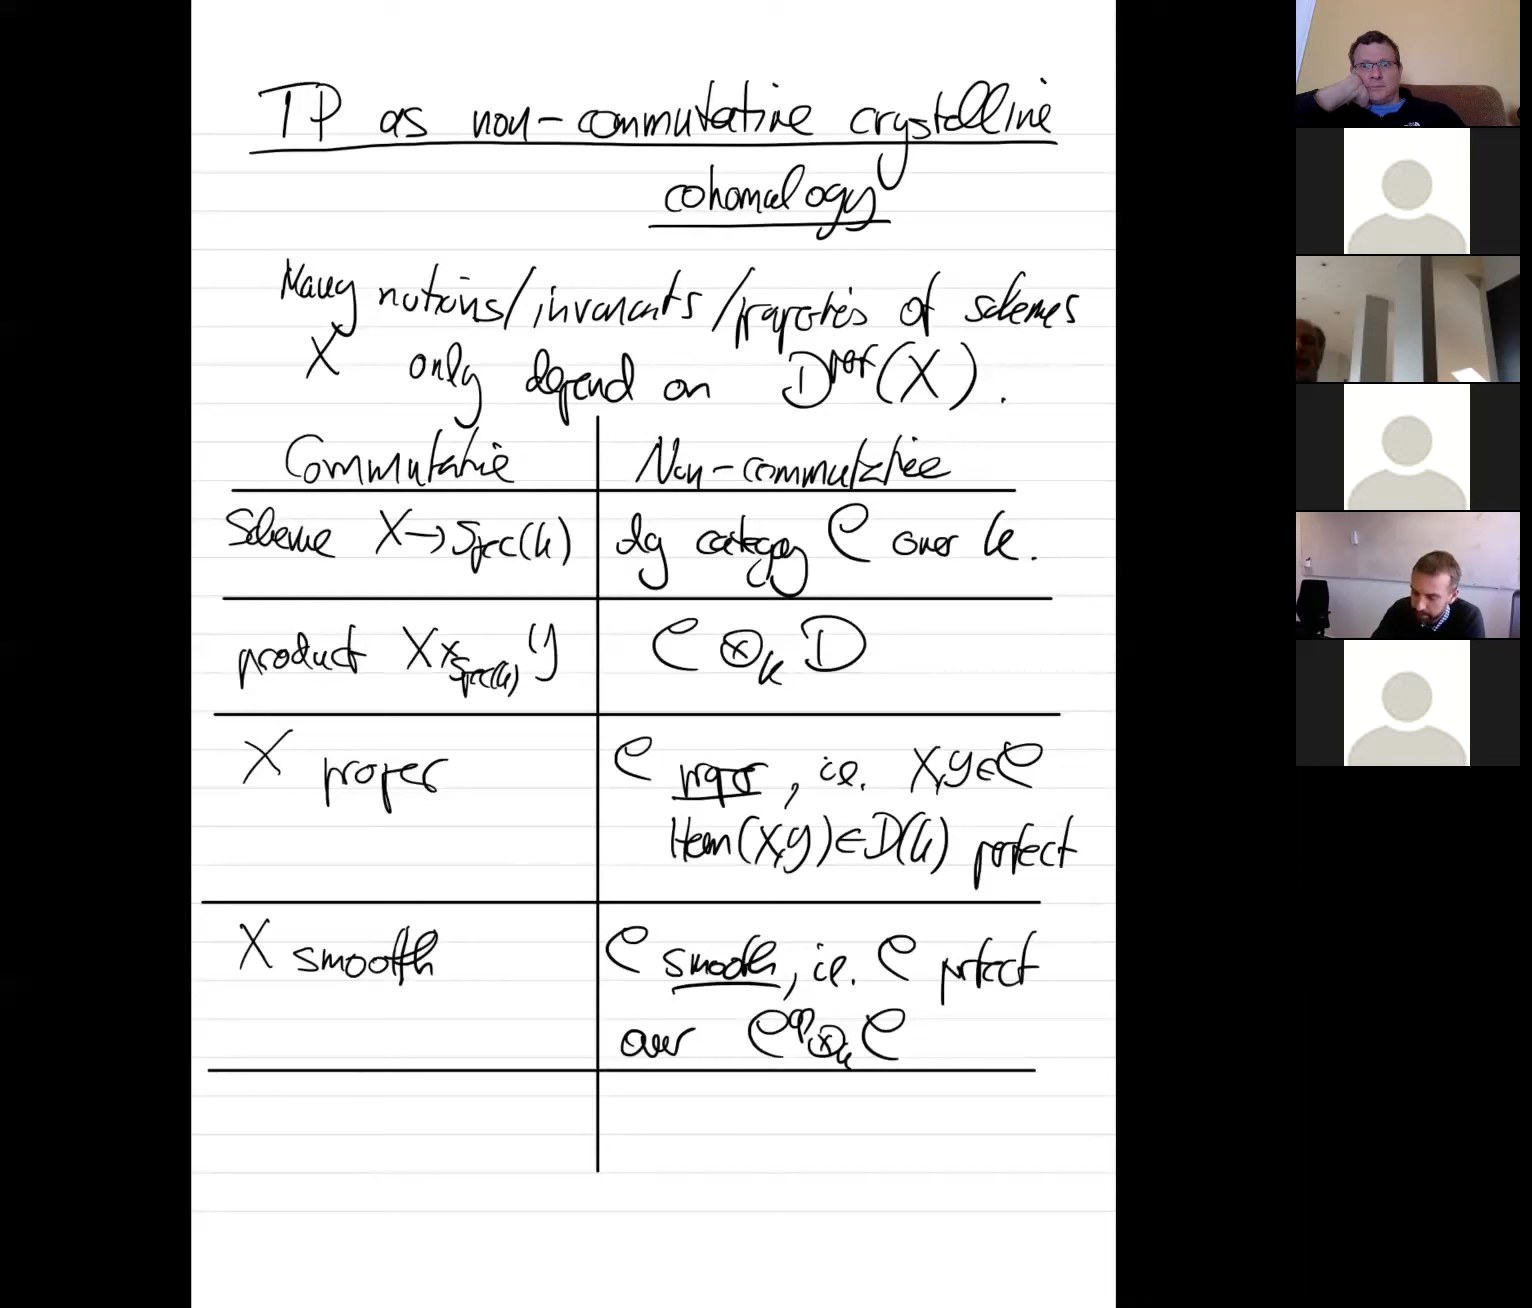 TP as non-commutative crystalline
cohomology
Many notions/invariants/properties of schemes
X only depend on D^perf(X).
Commutative Non-commutative
Scheme X → Spec(k) dg category C over k.
product X ×_Spec(k) Y C ⊗_k D
X proper C proper, i.e. X,Y ∈ C
Hom(X,Y) ∈ D(k) perfect
X smooth C smooth, i.e. C perfect
over C^op ⊗_k C